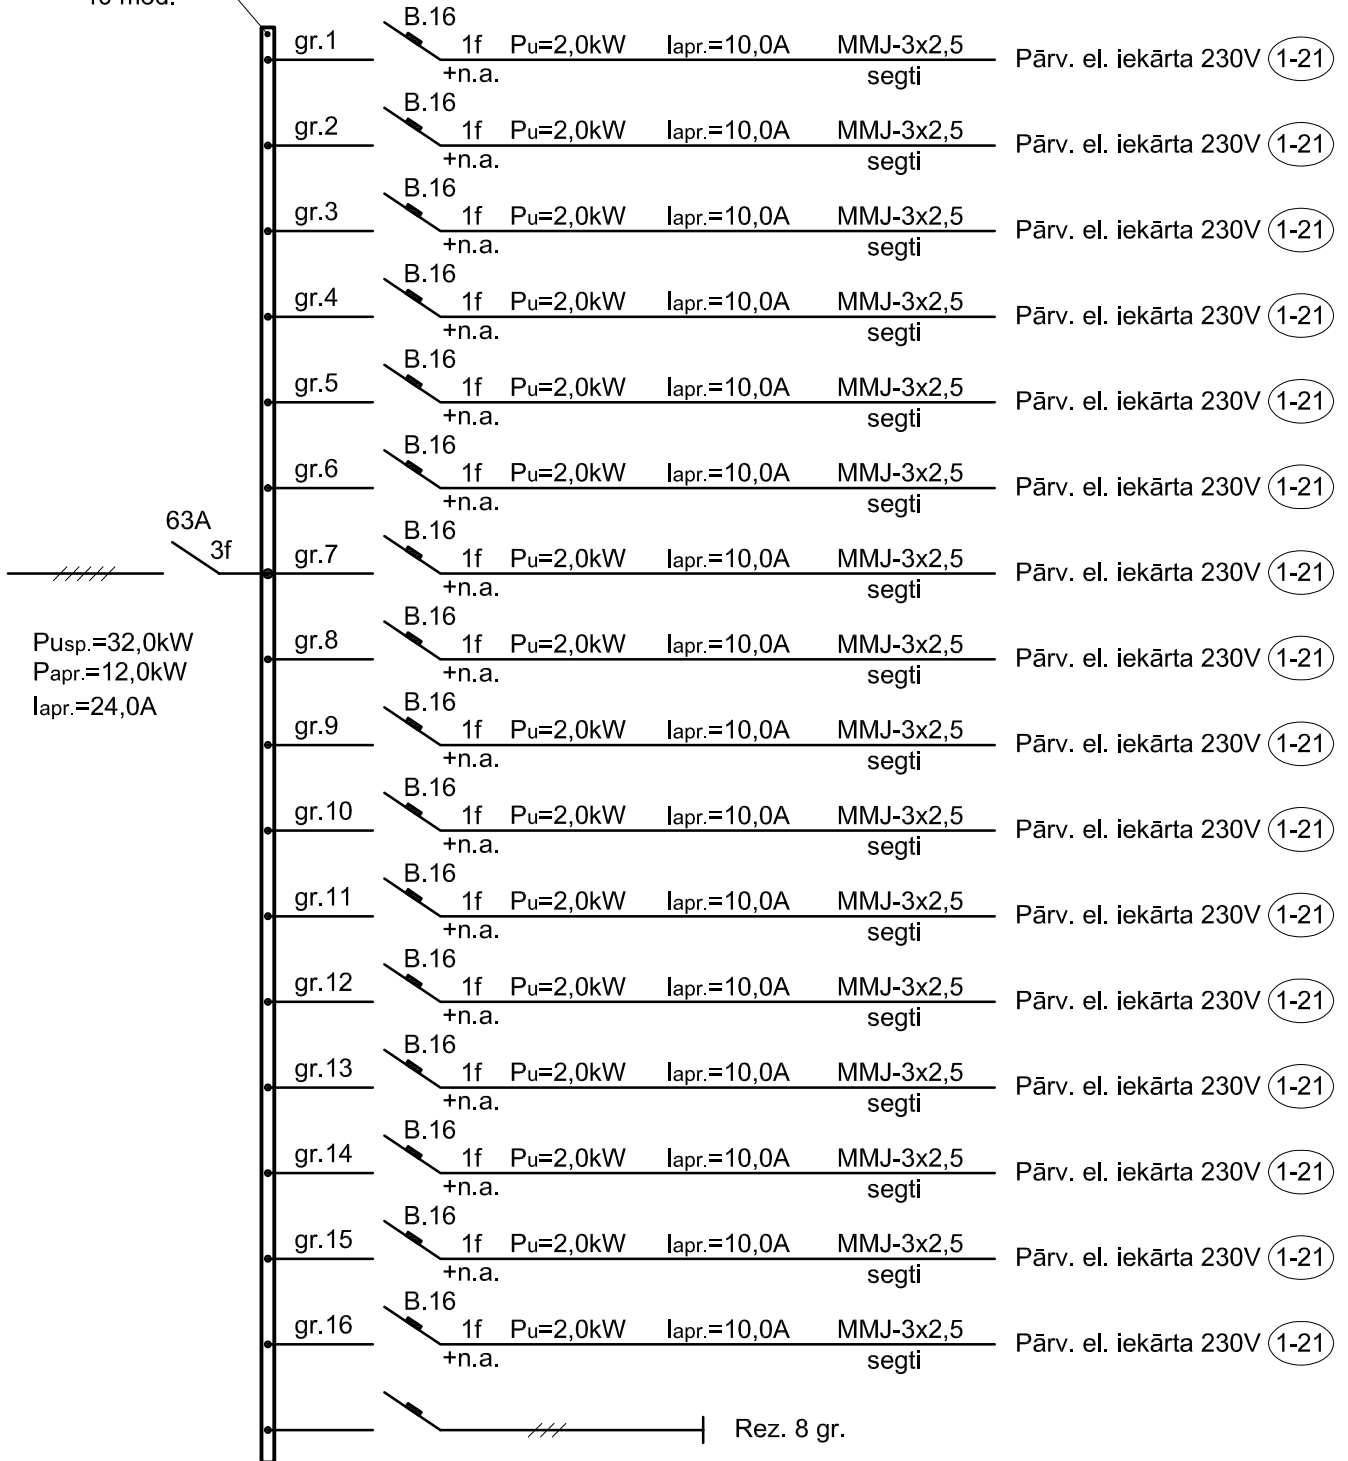 gr.1 B.16 1f Pu=2,0kW Iapr.=10,0A MMJ-3x2,5 Pārv. el. iekārta 230V 1-21
+n.a. segti
gr.2 B.16 1f Pu=2,0kW Iapr.=10,0A MMJ-3x2,5 Pārv. el. iekārta 230V 1-21
+n.a. segti
gr.3 B.16 1f Pu=2,0kW Iapr.=10,0A MMJ-3x2,5 Pārv. el. iekārta 230V 1-21
+n.a. segti
gr.4 B.16 1f Pu=2,0kW Iapr.=10,0A MMJ-3x2,5 Pārv. el. iekārta 230V 1-21
+n.a. segti
gr.5 B.16 1f Pu=2,0kW Iapr.=10,0A MMJ-3x2,5 Pārv. el. iekārta 230V 1-21
+n.a. segti
gr.6 B.16 1f Pu=2,0kW Iapr.=10,0A MMJ-3x2,5 Pārv. el. iekārta 230V 1-21
+n.a. segti
63A
3f
gr.7 B.16 1f Pu=2,0kW Iapr.=10,0A MMJ-3x2,5 Pārv. el. iekārta 230V 1-21
+n.a. segti
Pusp.=32,0kW
Papr.=12,0kW
Iapr.=24,0A
gr.8 B.16 1f Pu=2,0kW Iapr.=10,0A MMJ-3x2,5 Pārv. el. iekārta 230V 1-21
+n.a. segti
gr.9 B.16 1f Pu=2,0kW Iapr.=10,0A MMJ-3x2,5 Pārv. el. iekārta 230V 1-21
+n.a. segti
gr.10 B.16 1f Pu=2,0kW Iapr.=10,0A MMJ-3x2,5 Pārv. el. iekārta 230V 1-21
+n.a. segti
gr.11 B.16 1f Pu=2,0kW Iapr.=10,0A MMJ-3x2,5 Pārv. el. iekārta 230V 1-21
+n.a. segti
gr.12 B.16 1f Pu=2,0kW Iapr.=10,0A MMJ-3x2,5 Pārv. el. iekārta 230V 1-21
+n.a. segti
gr.13 B.16 1f Pu=2,0kW Iapr.=10,0A MMJ-3x2,5 Pārv. el. iekārta 230V 1-21
+n.a. segti
gr.14 B.16 1f Pu=2,0kW Iapr.=10,0A MMJ-3x2,5 Pārv. el. iekārta 230V 1-21
+n.a. segti
gr.15 B.16 1f Pu=2,0kW Iapr.=10,0A MMJ-3x2,5 Pārv. el. iekārta 230V 1-21
+n.a. segti
gr.16 B.16 1f Pu=2,0kW Iapr.=10,0A MMJ-3x2,5 Pārv. el. iekārta 230V 1-21
+n.a. segti
Rez. 8 gr.